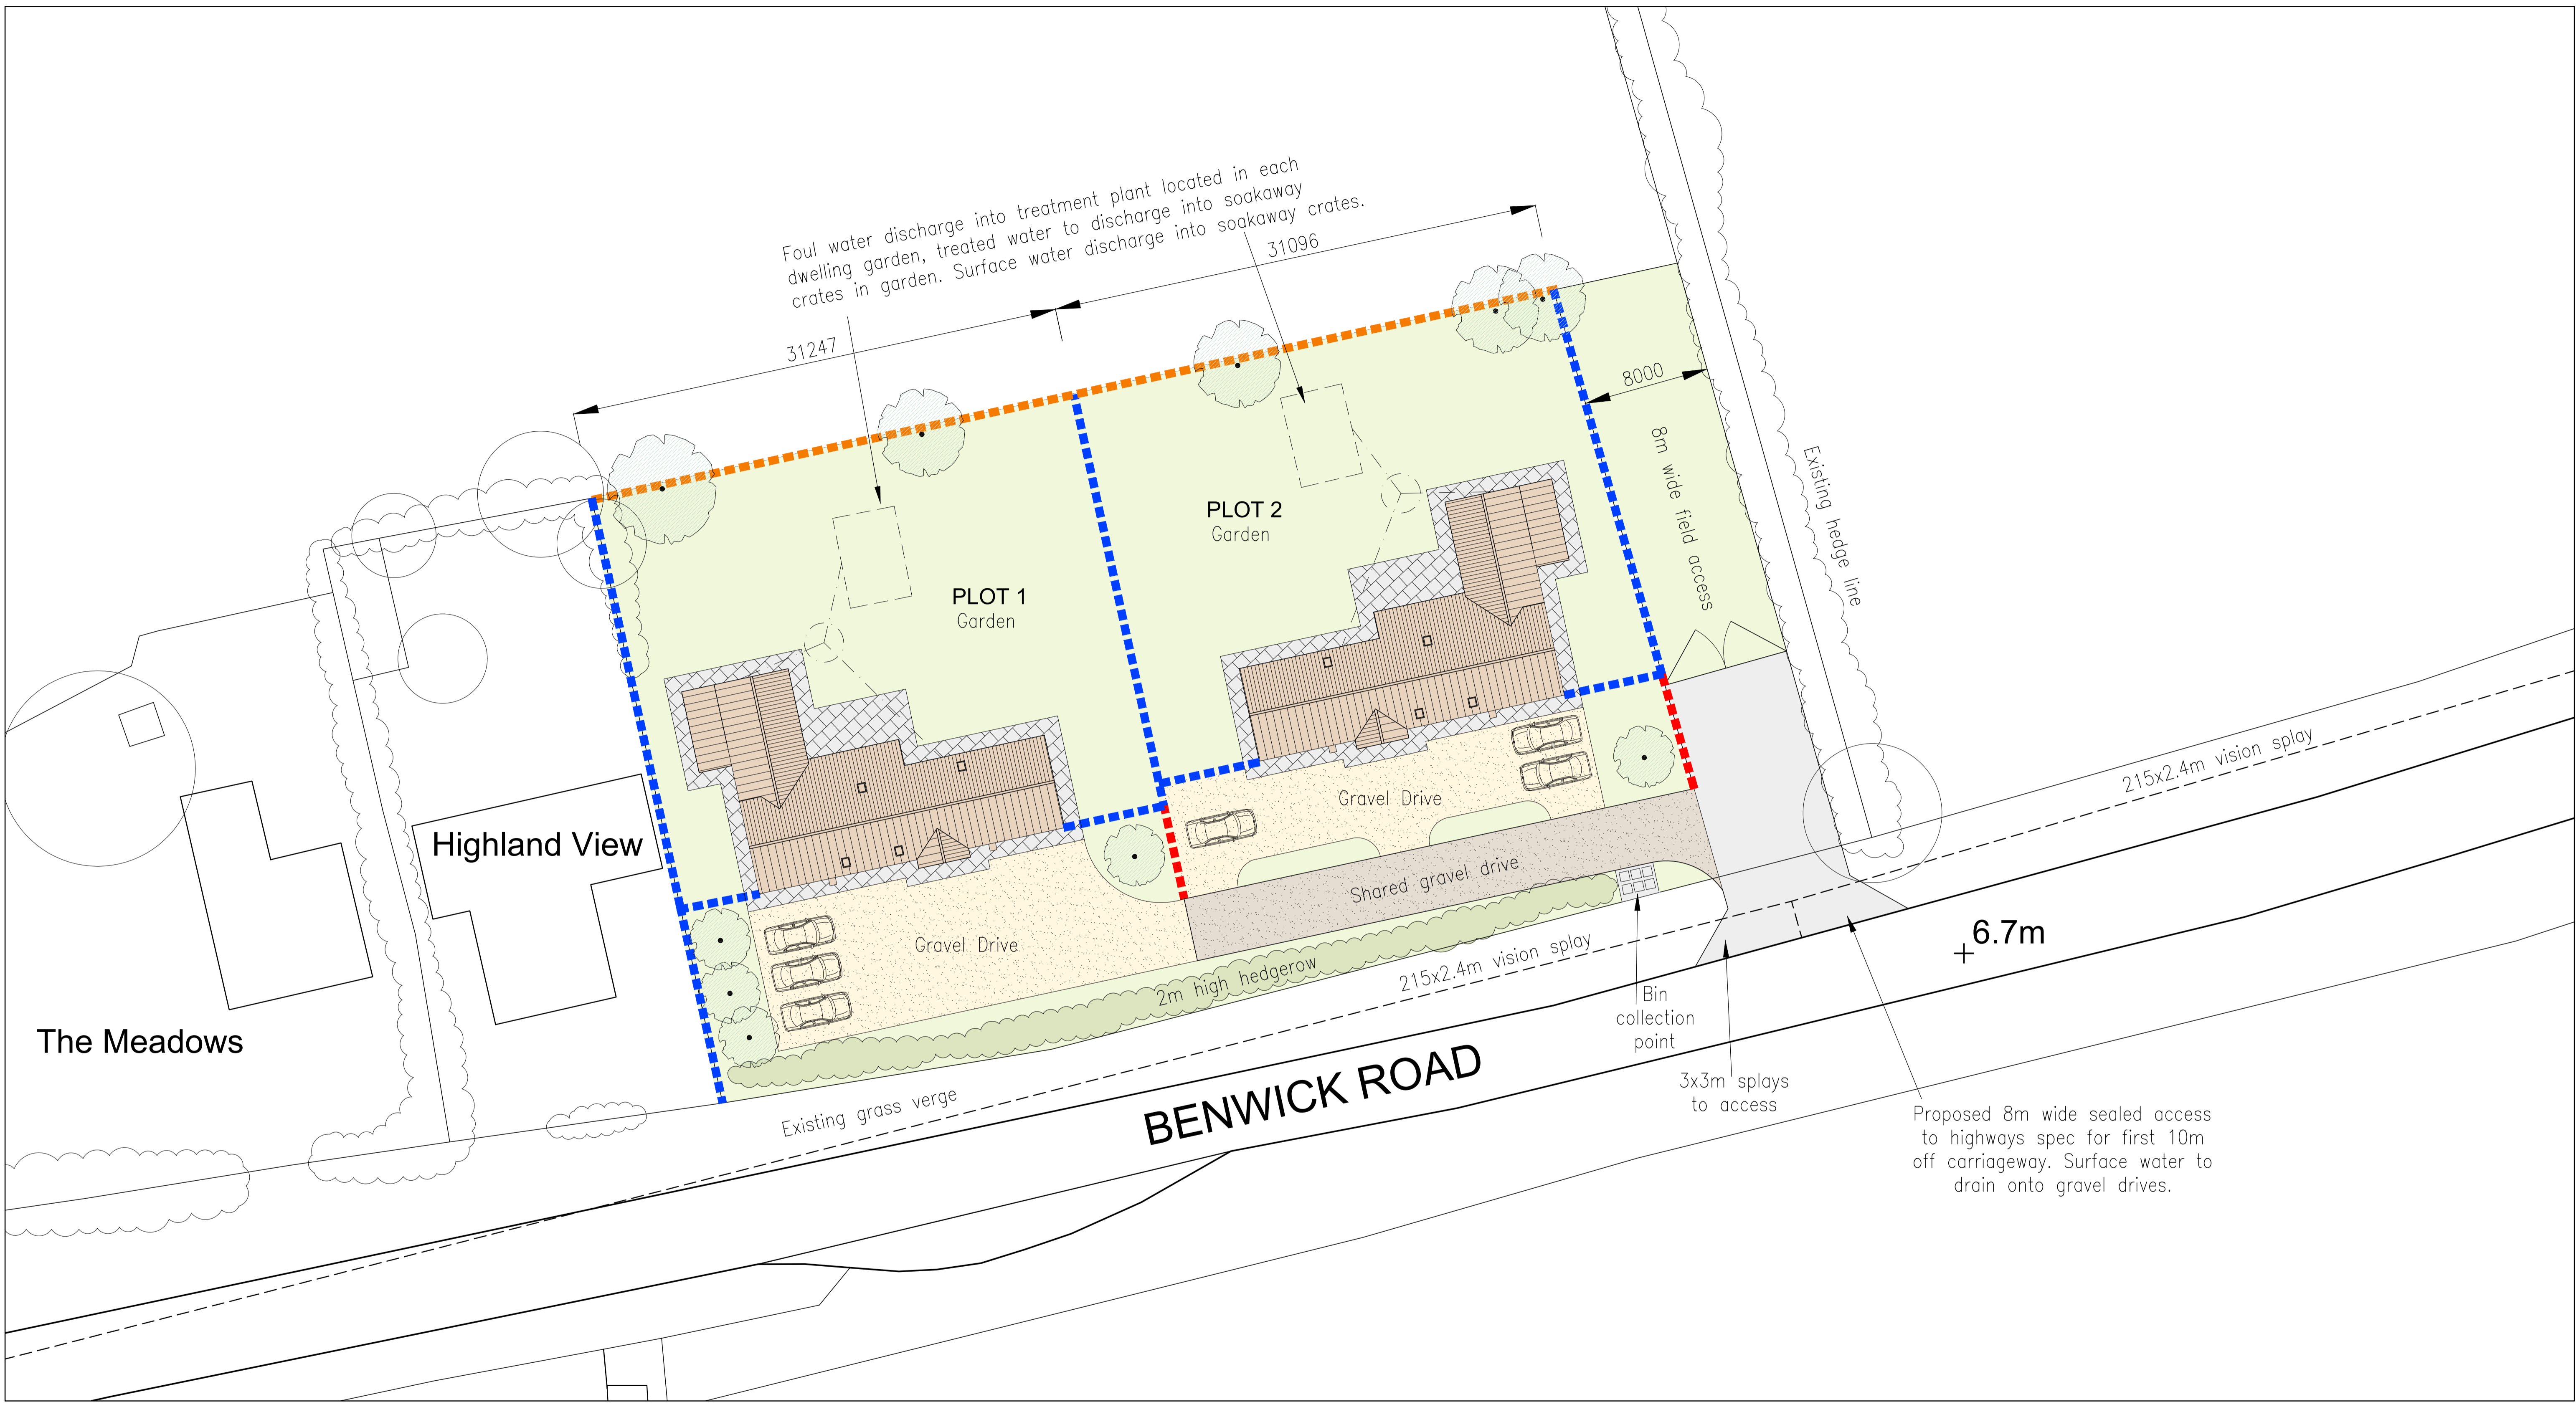 Foul water discharge into treatment plant located in each
dwelling garden, treated water to discharge into soakaway
crates in garden. Surface water discharge into soakaway crates.
31247
31096
8000
8m wide field access
Existing hedge line
PLOT 2
Garden
PLOT 1
Garden
Highland View
The Meadows
Gravel Drive
Gravel Drive
Shared gravel drive
2m high hedgerow
215x2.4m vision splay
215x2.4m vision splay
6.7m
Bin
collection
point
3x3m splays
to access
Proposed 8m wide sealed access
to highways spec for first 10m
off carriageway. Surface water to
drain onto gravel drives.
Existing grass verge
BENWICK ROAD